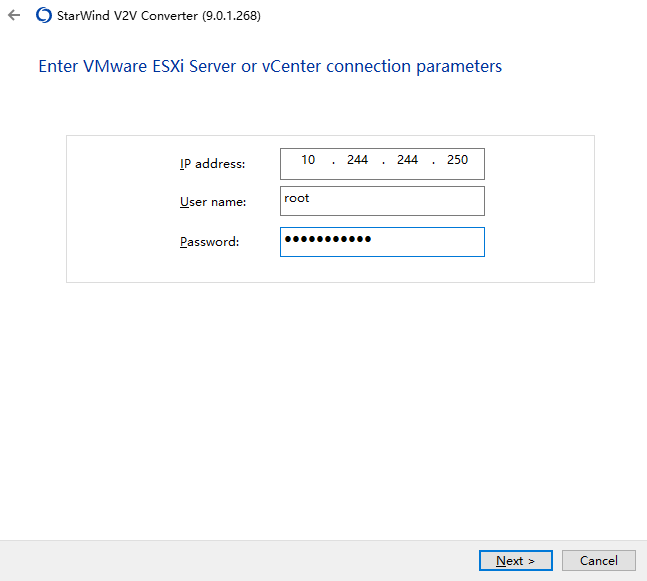 StarWind V2V Converter (9.0.1.268)
Enter VMware ESXi Server or vCenter connection parameters
IP address: 10 . 244 . 244 . 250
User name: root
Password: ●●●●●●●●●●●
Next > Cancel